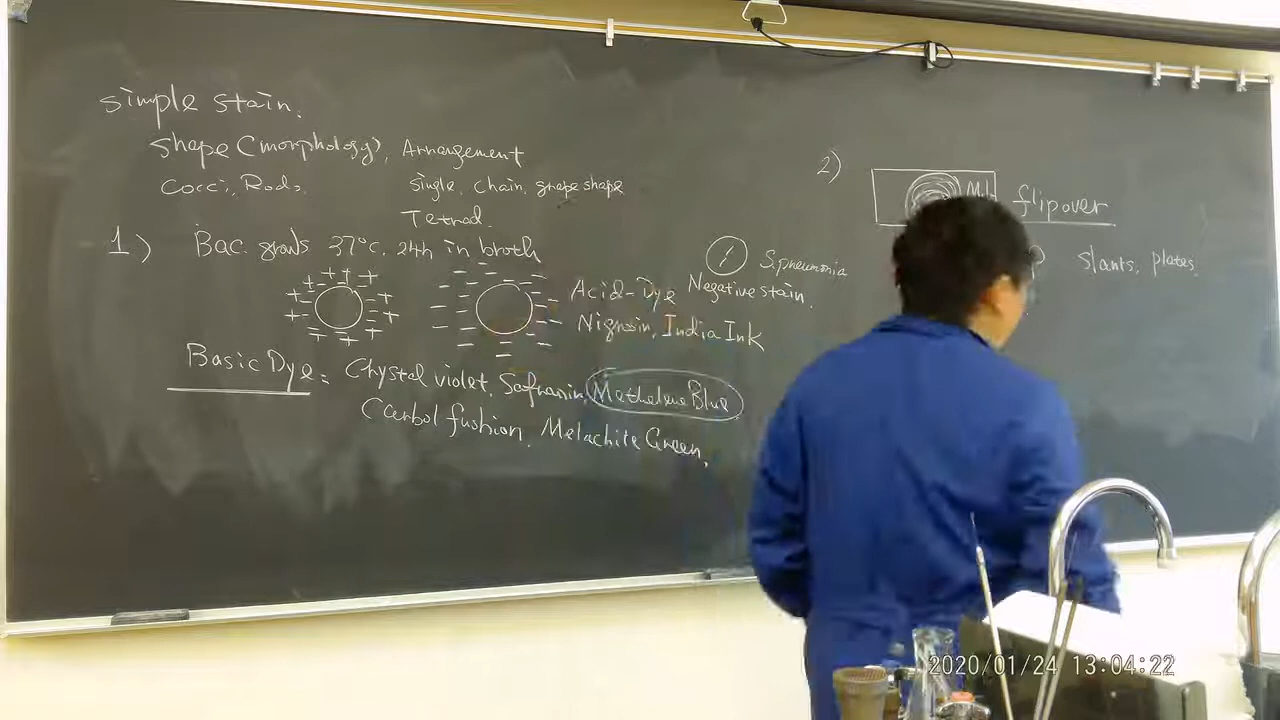 simple stain.
shape (morphology), Arrangement
Cocci, Rods. single, chain, grape shape
Tetrad.
1) Bac. grows 37°C, 24h in broth
S.pneumonia
Acid-Dye Negative stain.
Nigrosin, India Ink
Basic Dye: Chystal violet, Safranin, Methelene Blue
Carbol fushion, Melachite Green,
2)
flipover
slants, plates
2020/01/24 13:04:22